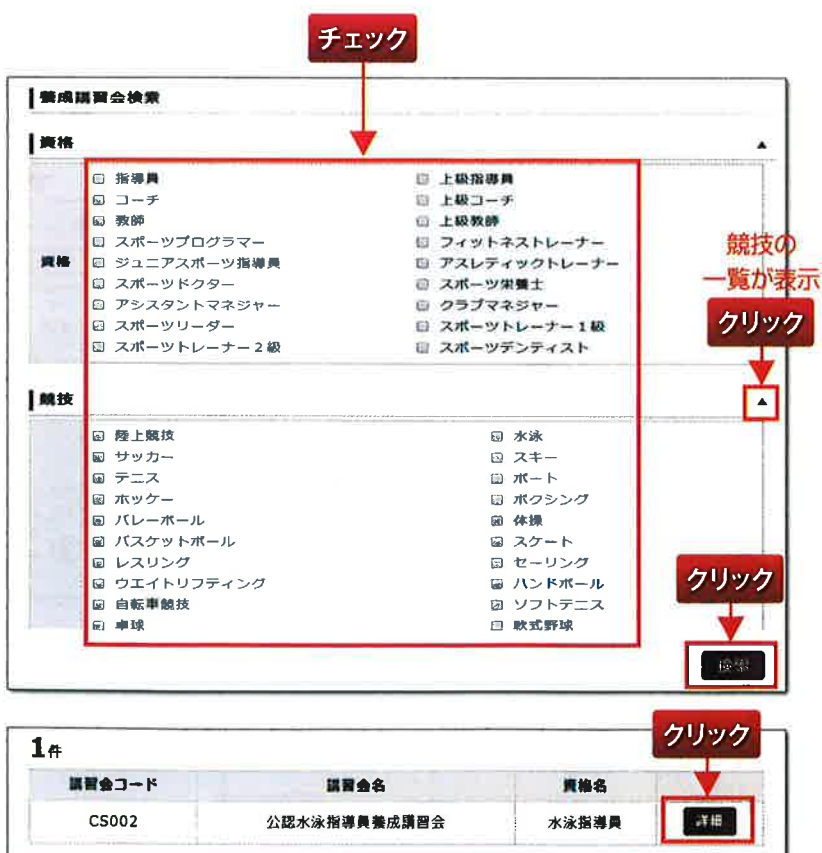 チェック
養成講習会検索
資格
資格
指導員 上級指導員
コーチ 上級コーチ
教師 上級教師
スポーツプログラマー フィットネストレーナー
ジュニアスポーツ指導員 アスレティックトレーナー
スポーツドクター スポーツ栄養士
アシスタントマネジャー クラブマネジャー
スポーツリーダー スポーツトレーナー1級
スポーツトレーナー2級 スポーツデンティスト
競技の
一覧が表示
クリック
競技
陸上競技 水泳
サッカー スキー
テニス ボート
ホッケー ボクシング
バレーボール 体操
バスケットボール スケート
レスリング セーリング
ウエイトリフティング ハンドボール
自転車競技 ソフトテニス
卓球 軟式野球
クリック
検索
クリック
1件
講習会コード 講習会名 資格名
CS002 公認水泳指導員養成講習会 水泳指導員 詳細